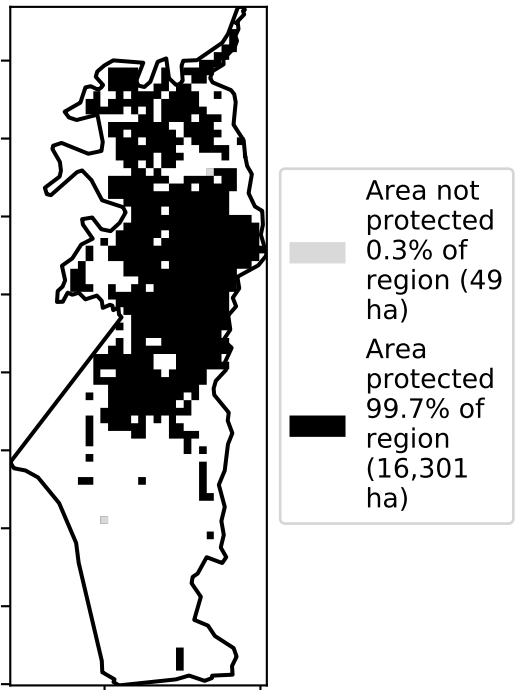 Area not
protected
0.3% of
region (49
ha)
Area
protected
99.7% of
region
(16,301
ha)